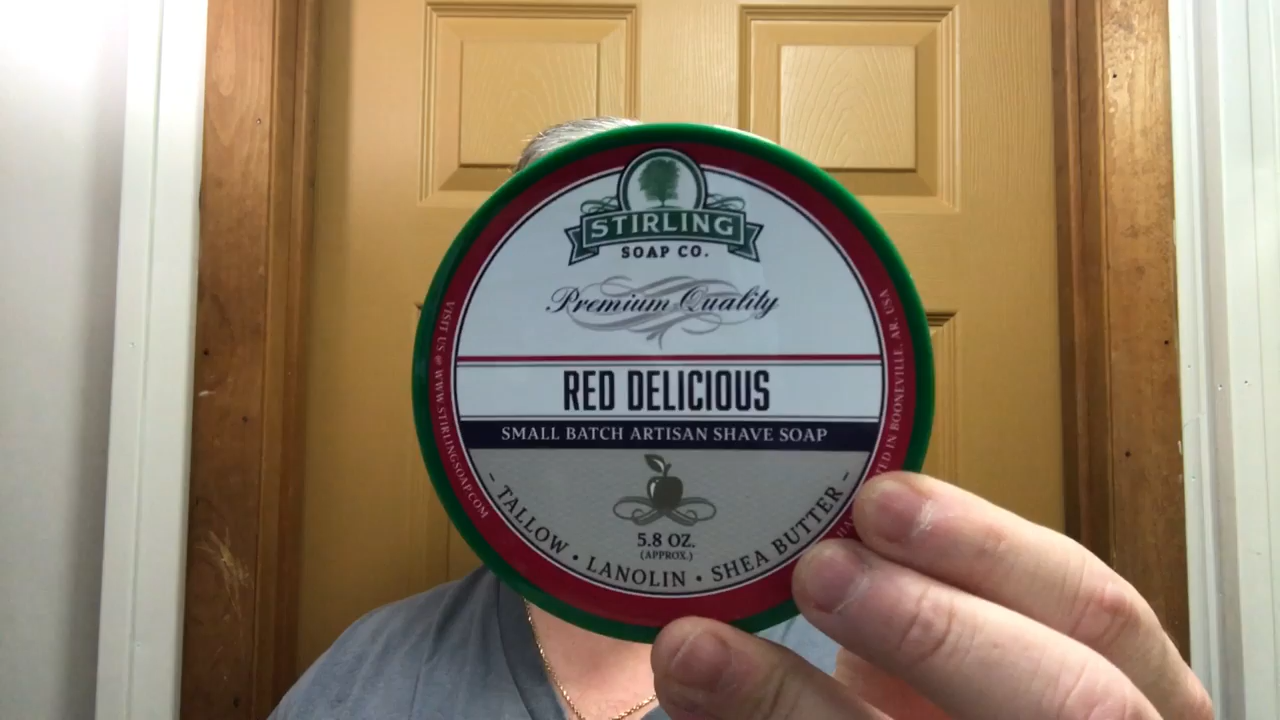 STIRLING
SOAP CO.
Premium Quality
RED DELICIOUS
SMALL BATCH ARTISAN SHAVE SOAP
5.8 OZ.
(APPROX.)
- TALLOW • LANOLIN • SHEA BUTTER -
VISIT US @ WWW.STIRLINGSOAP.COM
IN BOONEVILLE, AR, USA